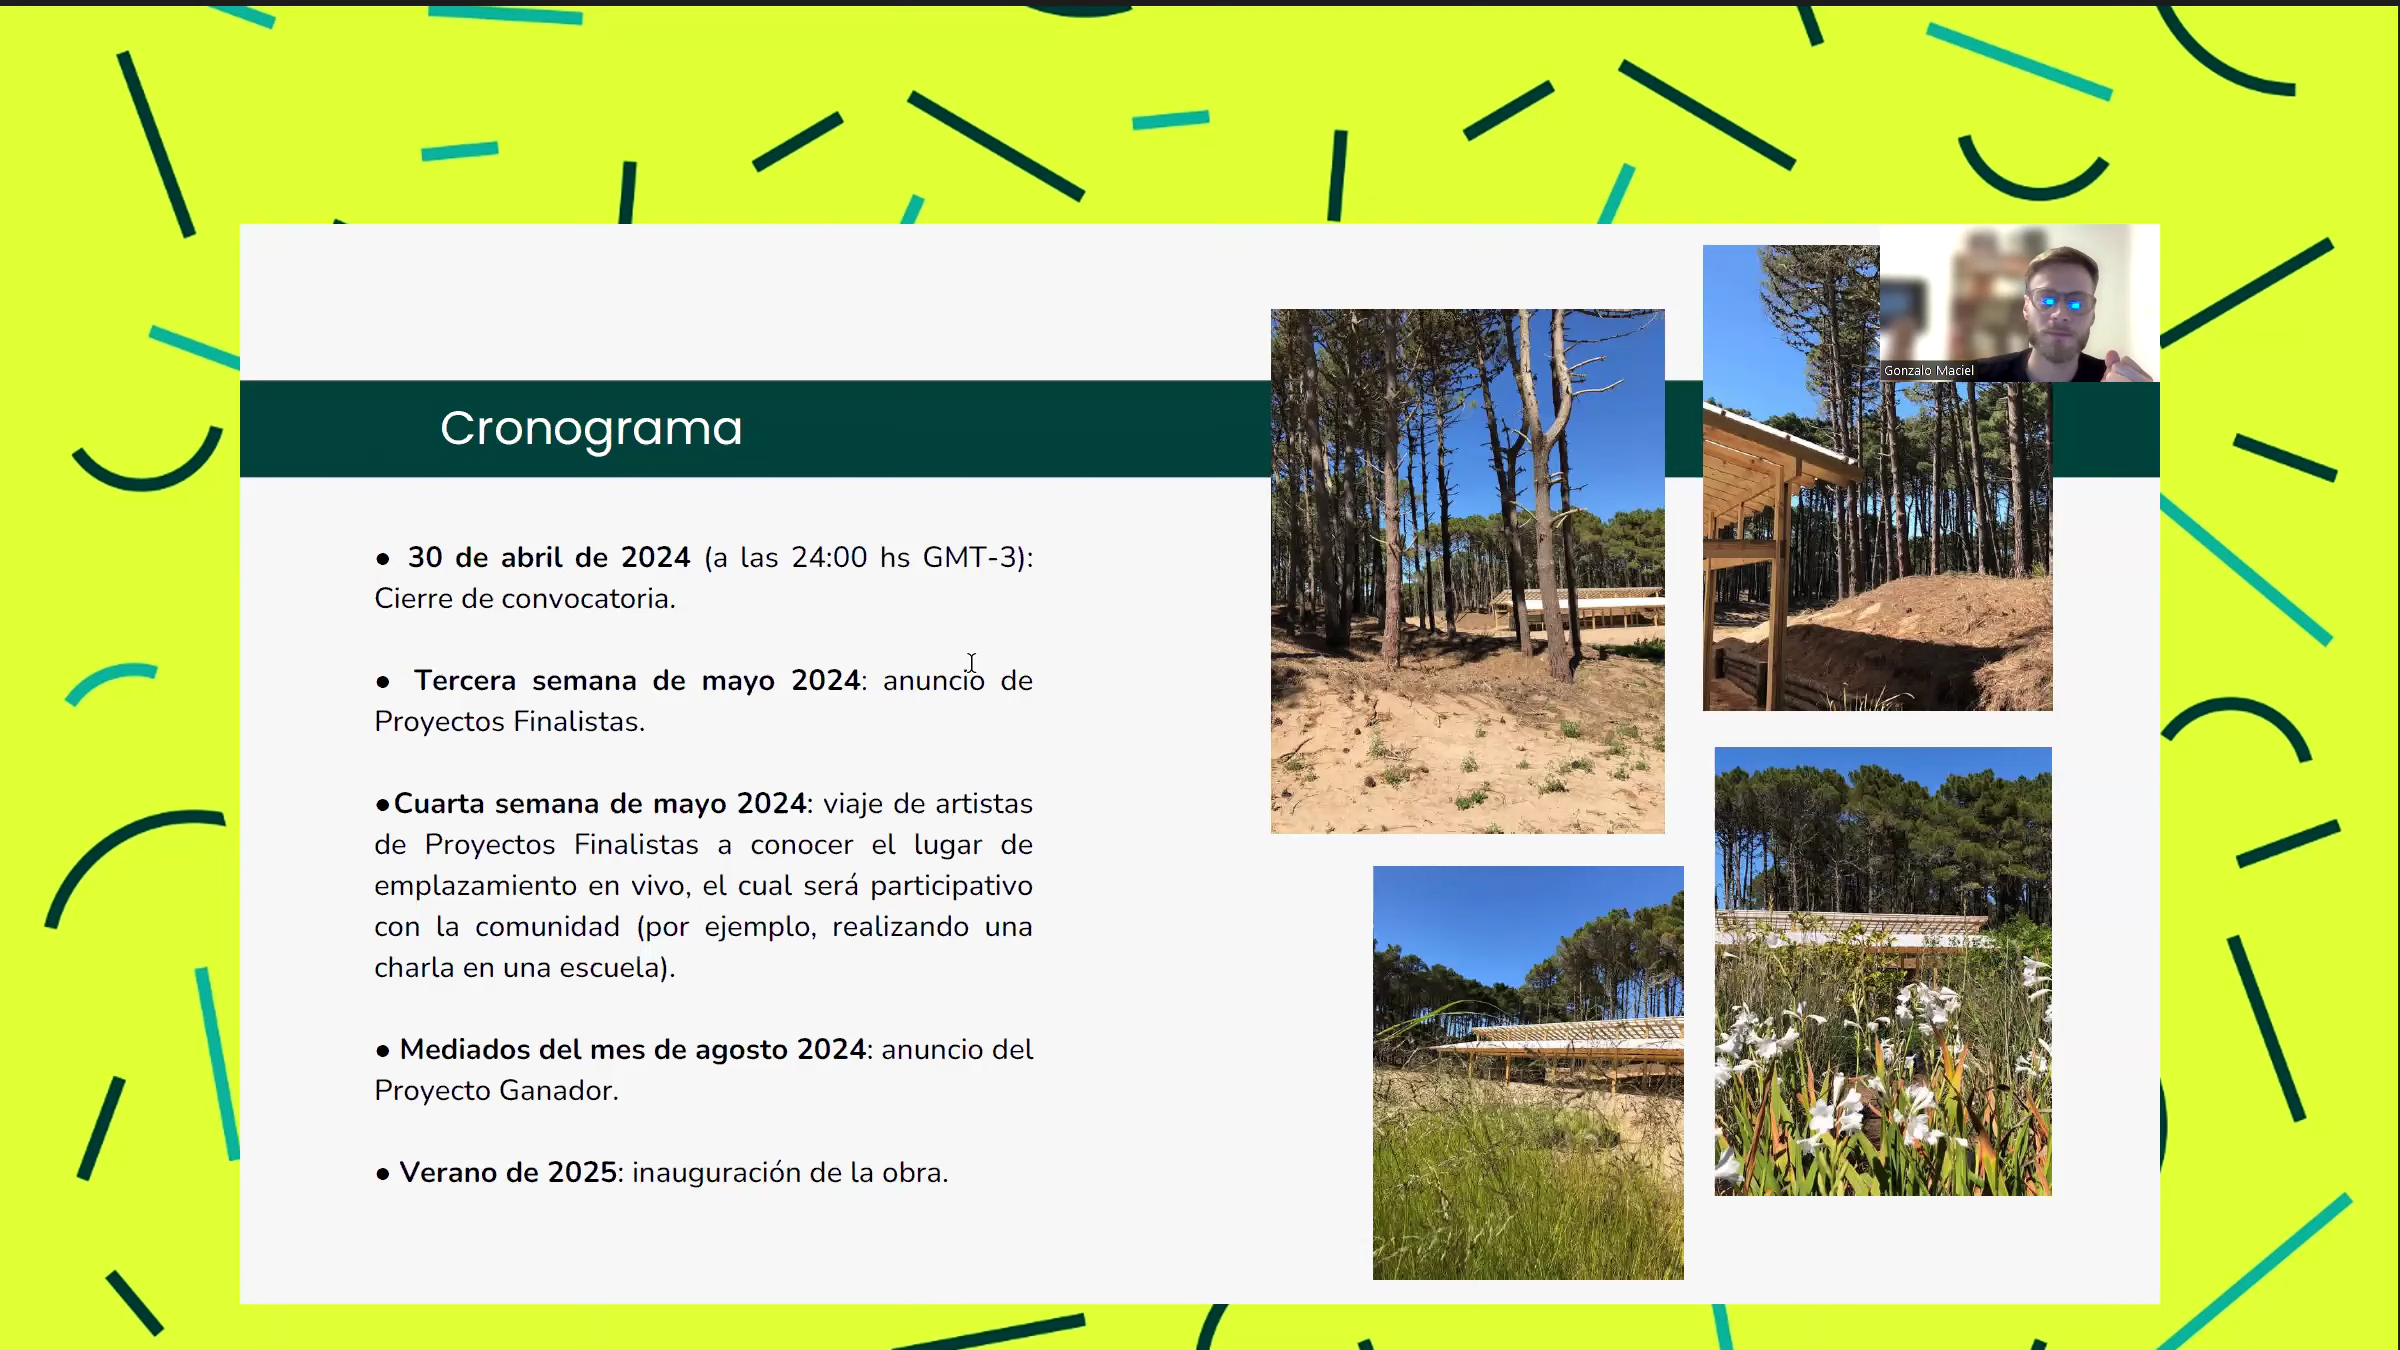 Gonzalo Maciel
Cronograma
● 30 de abril de 2024 (a las 24:00 hs GMT-3):
Cierre de convocatoria.
● Tercera semana de mayo 2024: anuncio de
Proyectos Finalistas.
●Cuarta semana de mayo 2024: viaje de artistas
de Proyectos Finalistas a conocer el lugar de
emplazamiento en vivo, el cual será participativo
con la comunidad (por ejemplo, realizando una
charla en una escuela).
● Mediados del mes de agosto 2024: anuncio del
Proyecto Ganador.
● Verano de 2025: inauguración de la obra.